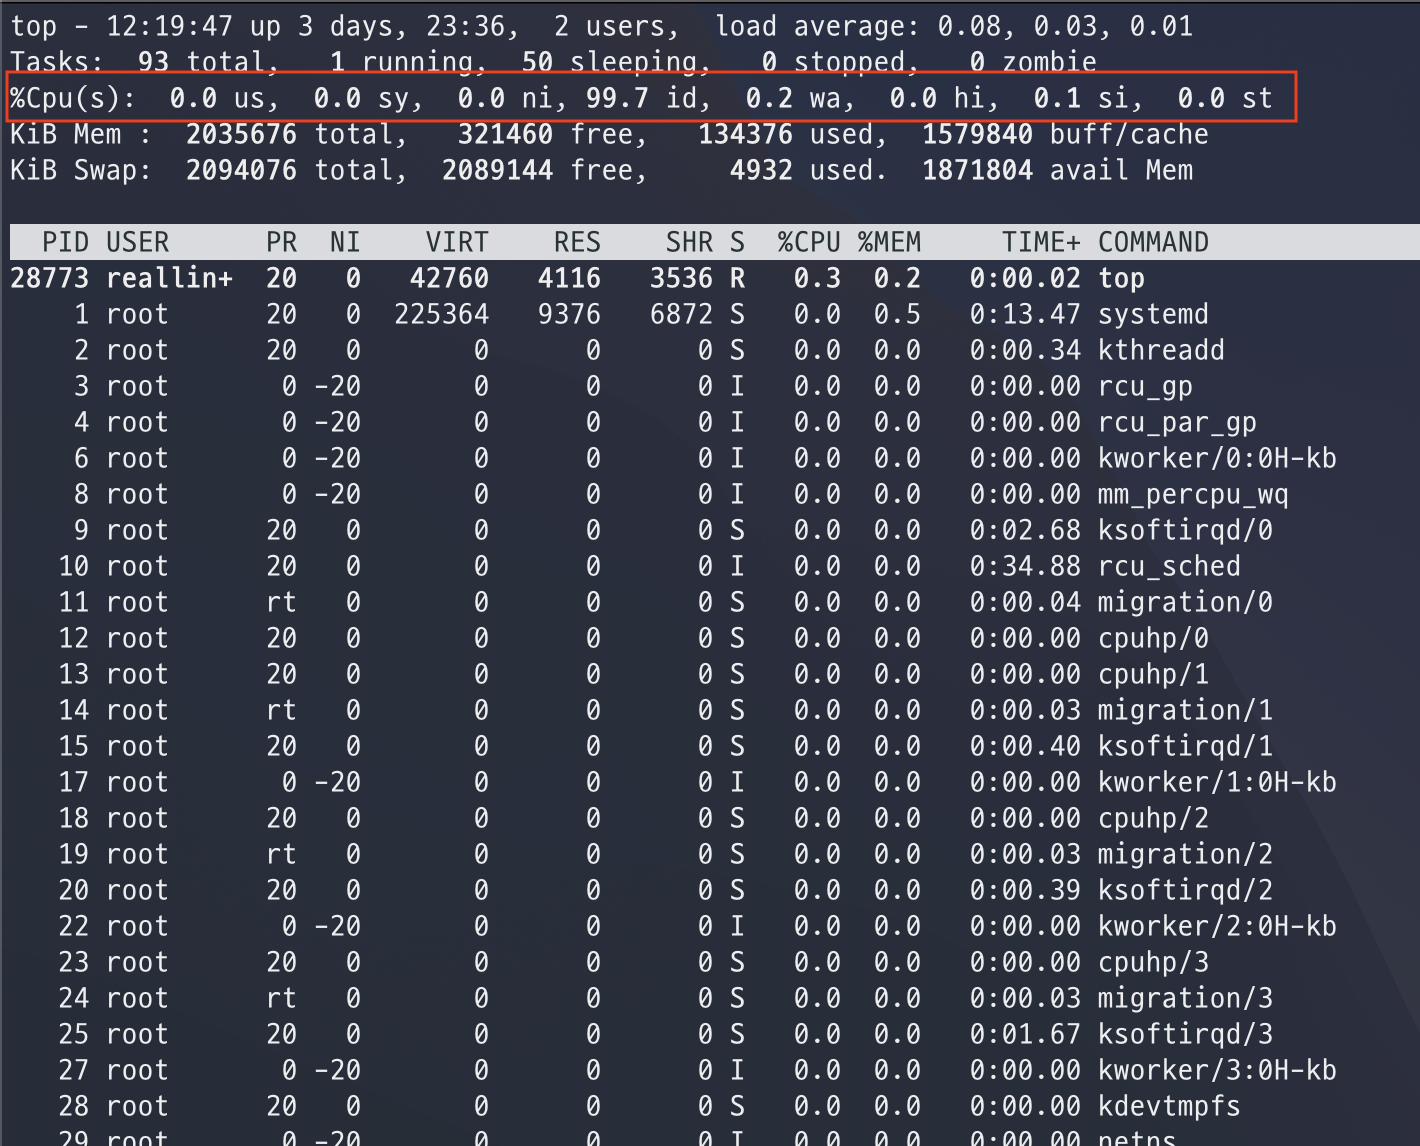 top - 12:19:47 up 3 days, 23:36,  2 users,  load average: 0.08, 0.03, 0.01
Tasks:  93 total,   1 running,  50 sleeping,   0 stopped,   0 zombie
%Cpu(s):  0.0 us,  0.0 sy,  0.0 ni, 99.7 id,  0.2 wa,  0.0 hi,  0.1 si,  0.0 st
KiB Mem :  2035676 total,   321460 free,   134376 used,  1579840 buff/cache
KiB Swap:  2094076 total,  2089144 free,     4932 used.  1871804 avail Mem
PID USER      PR  NI    VIRT    RES    SHR S  %CPU %MEM     TIME+ COMMAND
28773 reallin+  20   0   42760   4116   3536 R   0.3  0.2   0:00.02 top
1 root      20   0  225364   9376   6872 S   0.0  0.5   0:13.47 systemd
2 root      20   0       0      0      0 S   0.0  0.0   0:00.34 kthreadd
3 root       0 -20       0      0      0 I   0.0  0.0   0:00.00 rcu_gp
4 root       0 -20       0      0      0 I   0.0  0.0   0:00.00 rcu_par_gp
6 root       0 -20       0      0      0 I   0.0  0.0   0:00.00 kworker/0:0H-kb
8 root       0 -20       0      0      0 I   0.0  0.0   0:00.00 mm_percpu_wq
9 root      20   0       0      0      0 S   0.0  0.0   0:02.68 ksoftirqd/0
10 root      20   0       0      0      0 I   0.0  0.0   0:34.88 rcu_sched
11 root      rt   0       0      0      0 S   0.0  0.0   0:00.04 migration/0
12 root      20   0       0      0      0 S   0.0  0.0   0:00.00 cpuhp/0
13 root      20   0       0      0      0 S   0.0  0.0   0:00.00 cpuhp/1
14 root      rt   0       0      0      0 S   0.0  0.0   0:00.03 migration/1
15 root      20   0       0      0      0 S   0.0  0.0   0:00.40 ksoftirqd/1
17 root       0 -20       0      0      0 I   0.0  0.0   0:00.00 kworker/1:0H-kb
18 root      20   0       0      0      0 S   0.0  0.0   0:00.00 cpuhp/2
19 root      rt   0       0      0      0 S   0.0  0.0   0:00.03 migration/2
20 root      20   0       0      0      0 S   0.0  0.0   0:00.39 ksoftirqd/2
22 root       0 -20       0      0      0 I   0.0  0.0   0:00.00 kworker/2:0H-kb
23 root      20   0       0      0      0 S   0.0  0.0   0:00.00 cpuhp/3
24 root      rt   0       0      0      0 S   0.0  0.0   0:00.03 migration/3
25 root      20   0       0      0      0 S   0.0  0.0   0:01.67 ksoftirqd/3
27 root       0 -20       0      0      0 I   0.0  0.0   0:00.00 kworker/3:0H-kb
28 root      20   0       0      0      0 S   0.0  0.0   0:00.00 kdevtmpfs
29 root       0 -20       0      0      0 I   0.0  0.0   0:00.00 netns